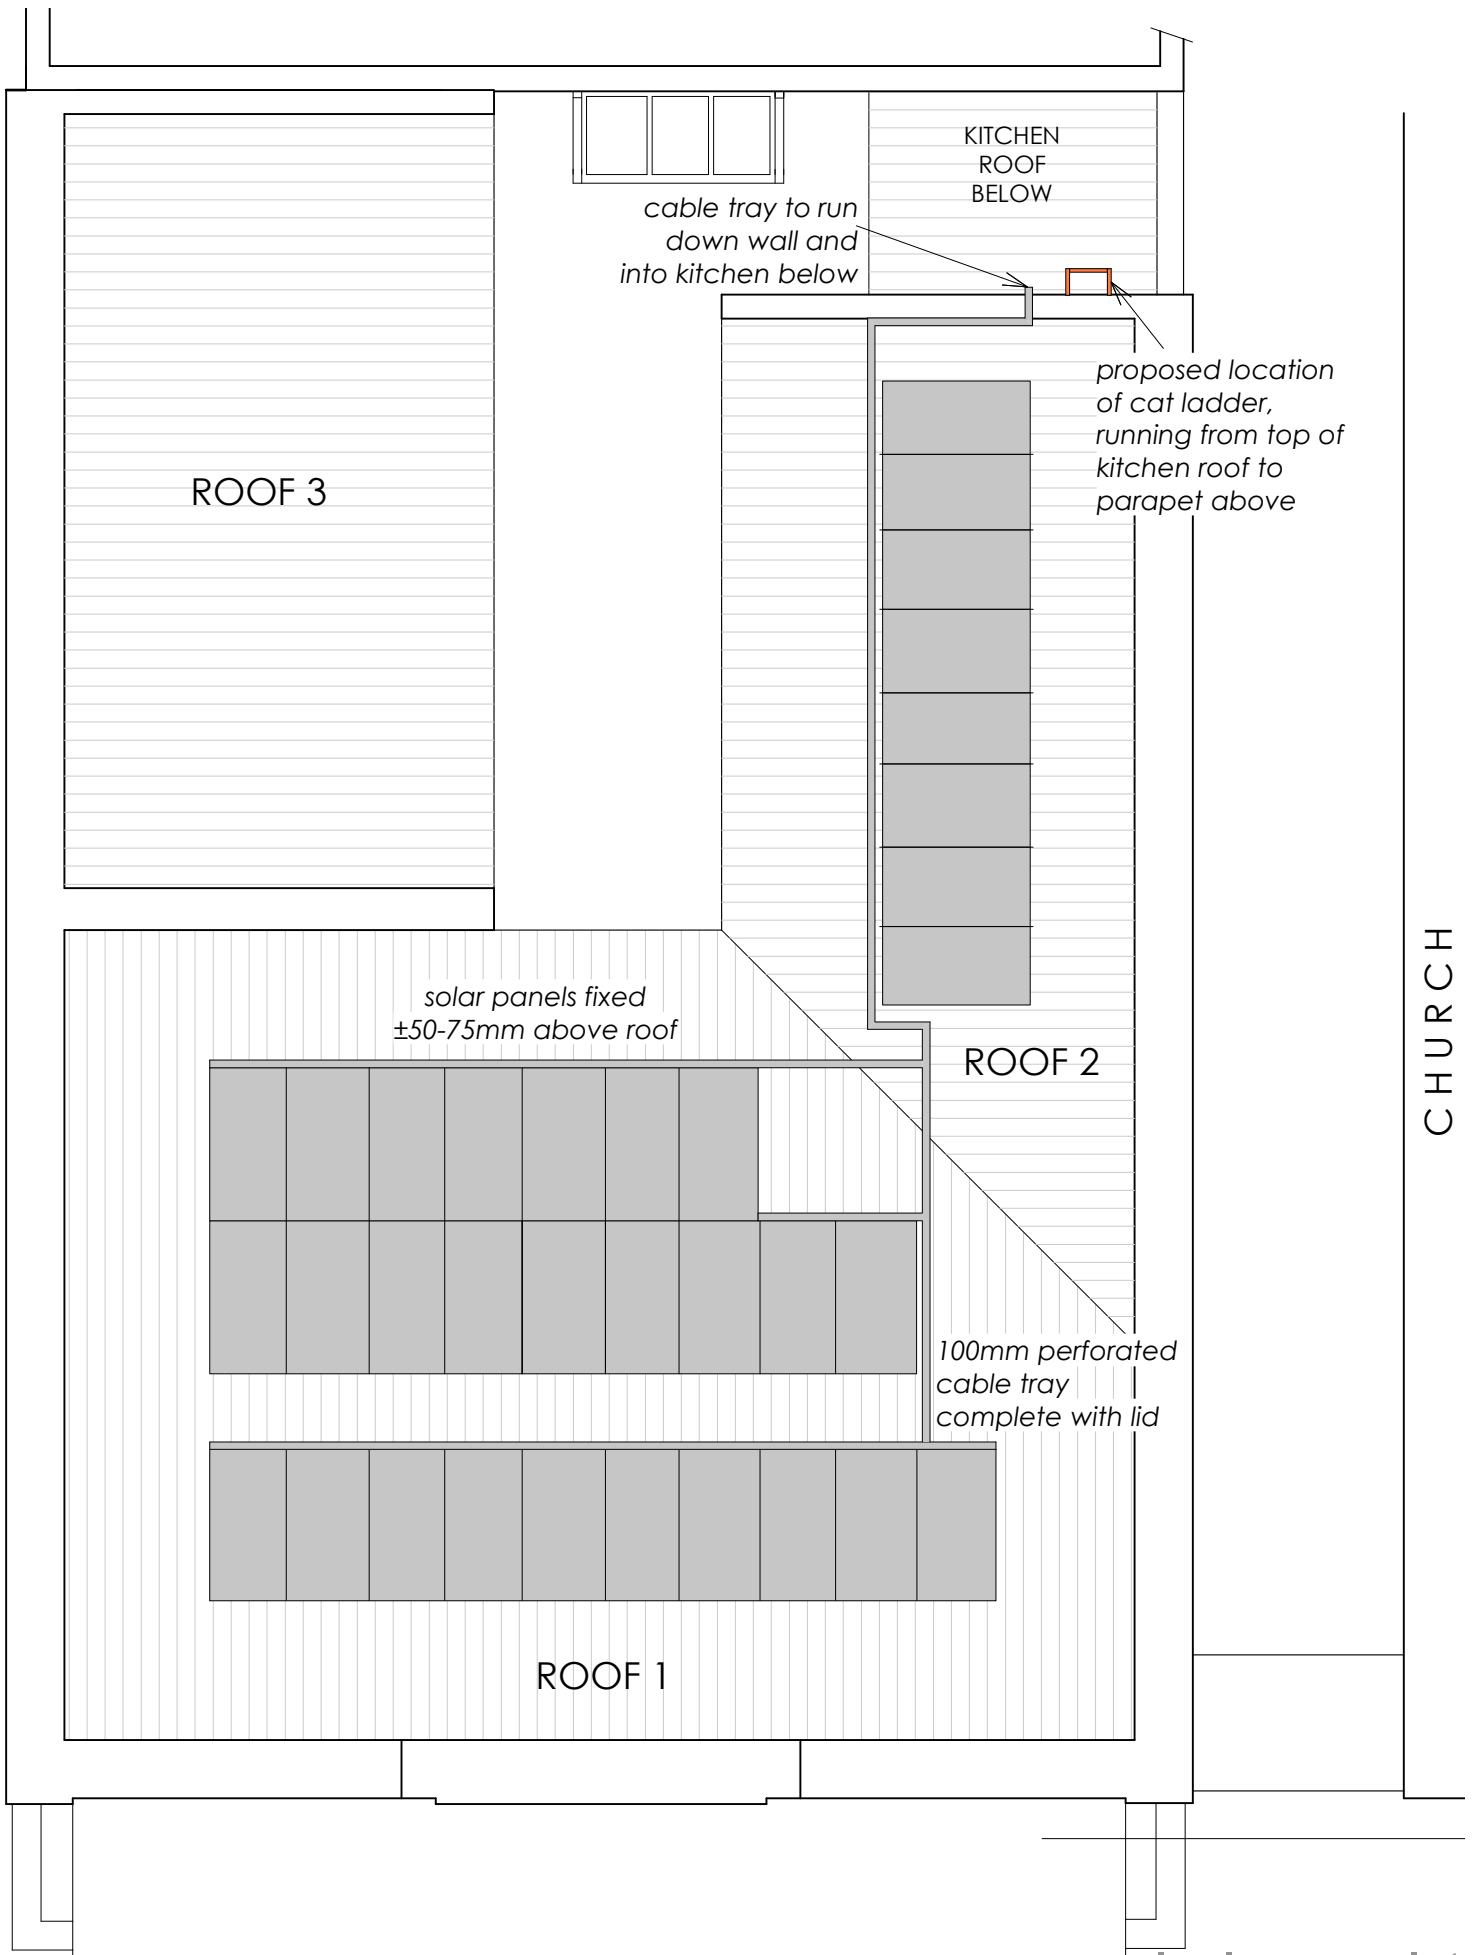 KITCHEN
ROOF
BELOW
cable tray to run
down wall and
into kitchen below
proposed location
of cat ladder,
running from top of
kitchen roof to
parapet above
ROOF 3
solar panels fixed
±50-75mm above roof
ROOF 2
CHURCH
100mm perforated
cable tray
complete with lid
ROOF 1